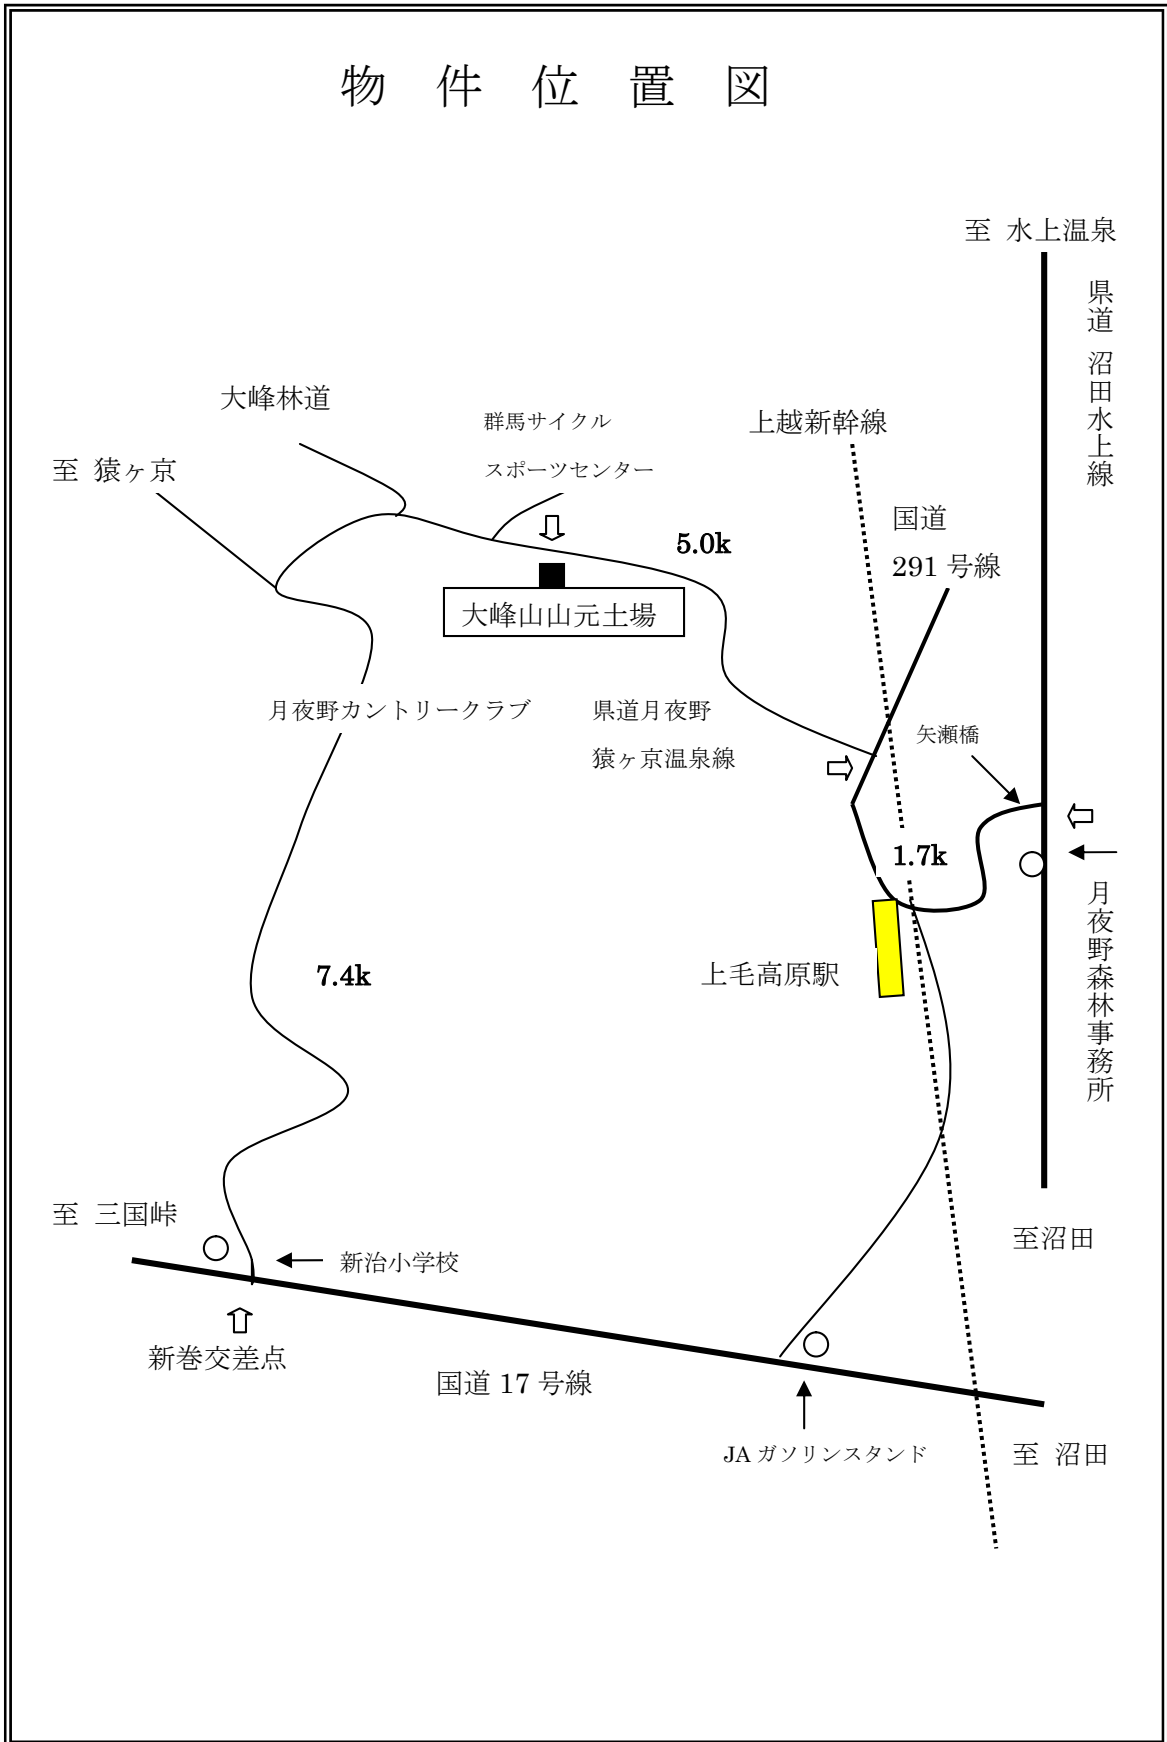 物件位置図
至 水上温泉
県道 沼田水上線
大峰林道
群馬サイクル
スポーツセンター
上越新幹線
至 猿ヶ京
国道
291 号線
5.0k
大峰山山元土場
月夜野カントリークラブ
県道月夜野
猿ヶ京温泉線
矢瀬橋
1.7k
月夜野森林事務所
7.4k
上毛高原駅
至 三国峠
至沼田
新治小学校
新巻交差点
国道 17 号線
JA ガソリンスタンド
至 沼田